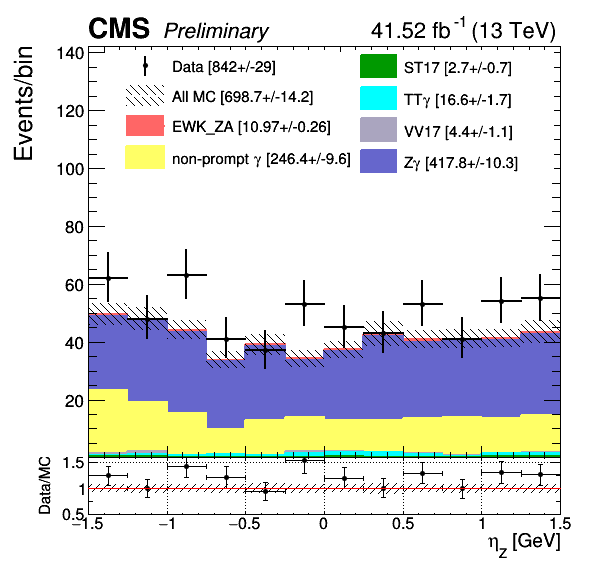 CMS Preliminary 41.52 fb⁻¹ (13 TeV)
Events/bin
140
120
100
80
60
40
20
Data [842+/-29]
All MC [698.7+/-14.2]
EWK_ZA [10.97+/-0.26]
non-prompt γ [246.4+/-9.6]
ST17 [2.7+/-0.7]
TTγ [16.6+/-1.7]
VV17 [4.4+/-1.1]
Zγ [417.8+/-10.3]
Data/MC
1.5
1
0.5
−1.5 −1 −0.5 0 0.5 1 1.5
η_Z [GeV]